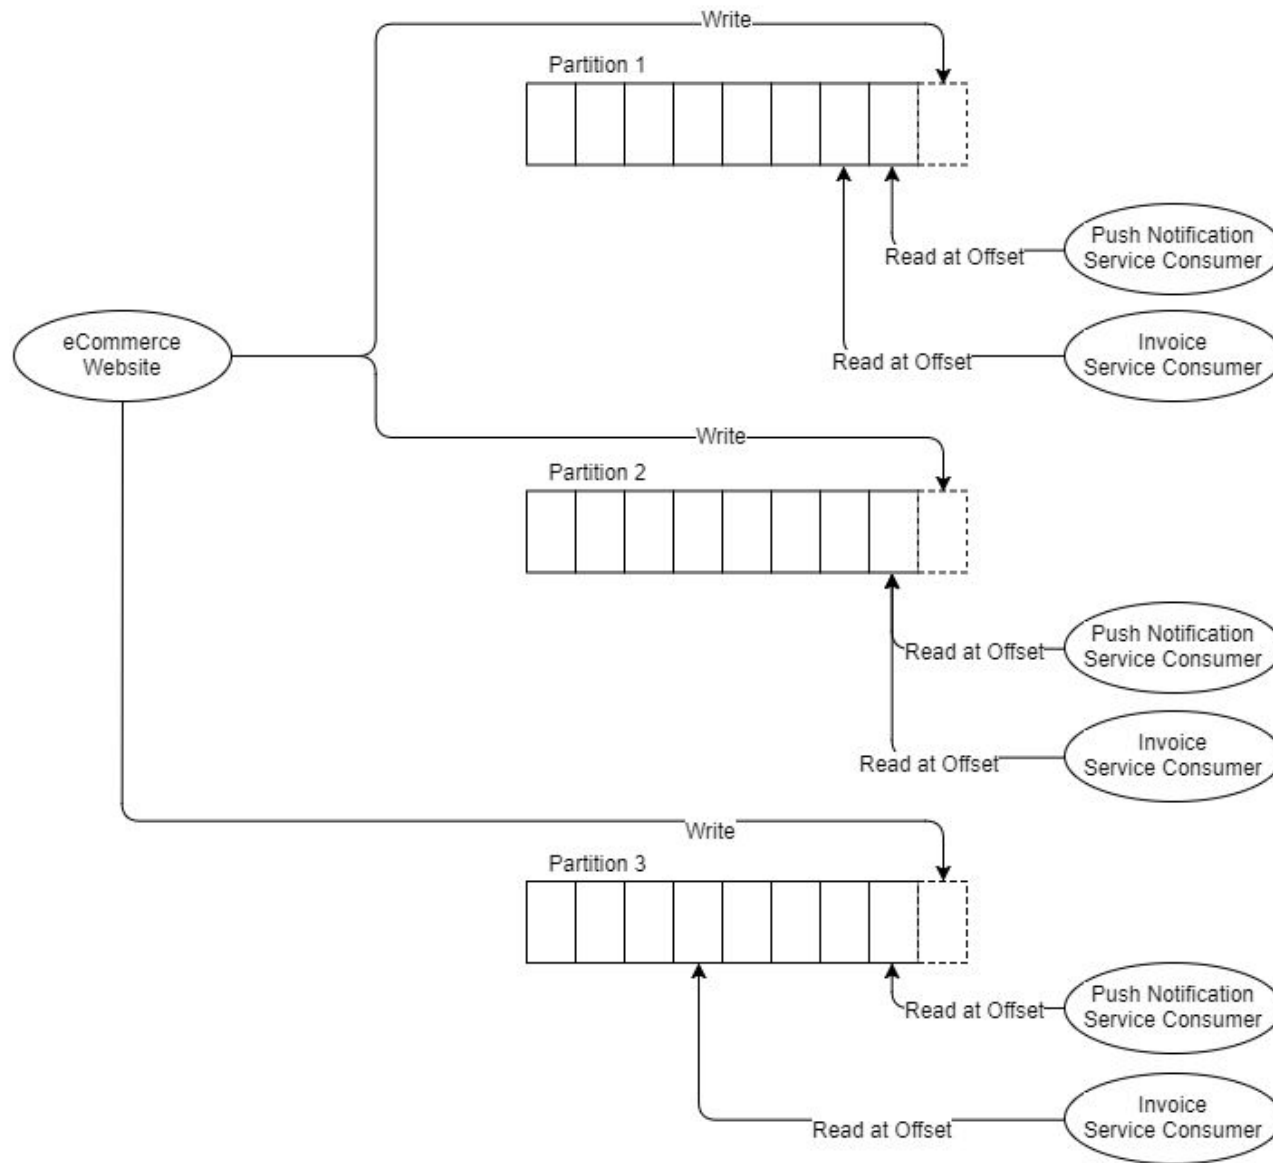 Write
Partition 1
Push Notification
Service Consumer
Read at Offset
eCommerce
Website
Invoice
Service Consumer
Read at Offset
Write
Partition 2
Push Notification
Service Consumer
Read at Offset
Invoice
Service Consumer
Read at Offset
Write
Partition 3
Push Notification
Service Consumer
Read at Offset
Invoice
Service Consumer
Read at Offset